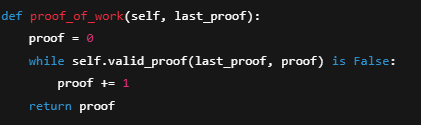 def proof_of_work(self, last_proof):
    proof = 0
    while self.valid_proof(last_proof, proof) is False:
        proof += 1
    return proof